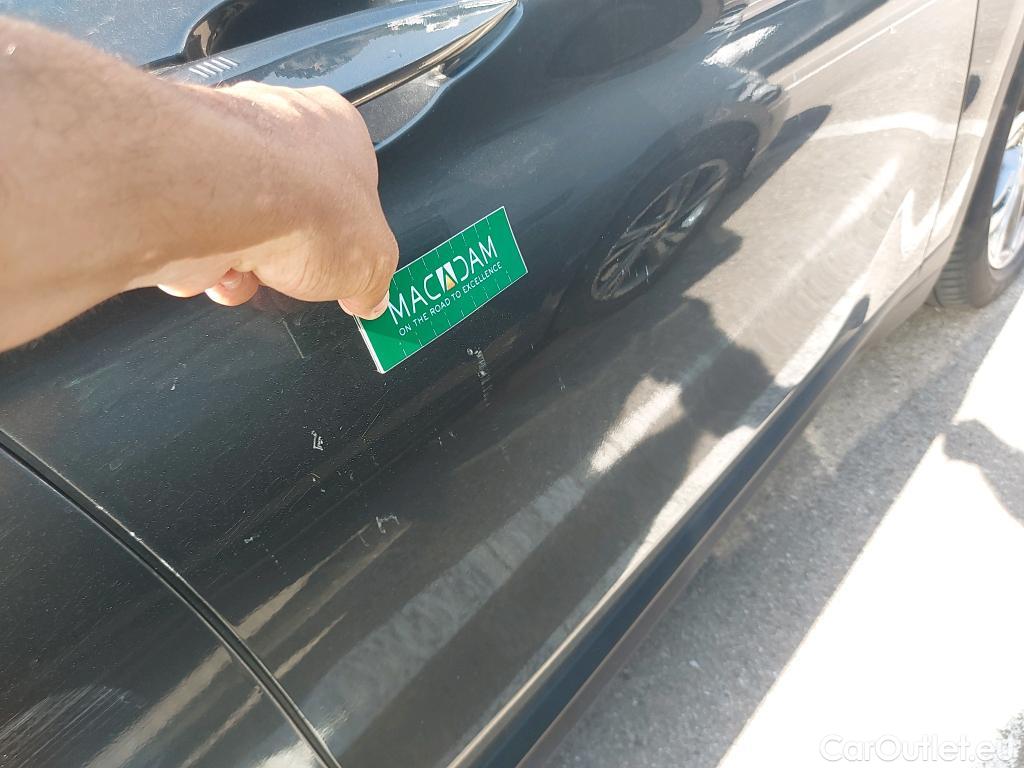 MACADAM
ON THE ROAD TO EXCELLENCE
CarOutlet.eu